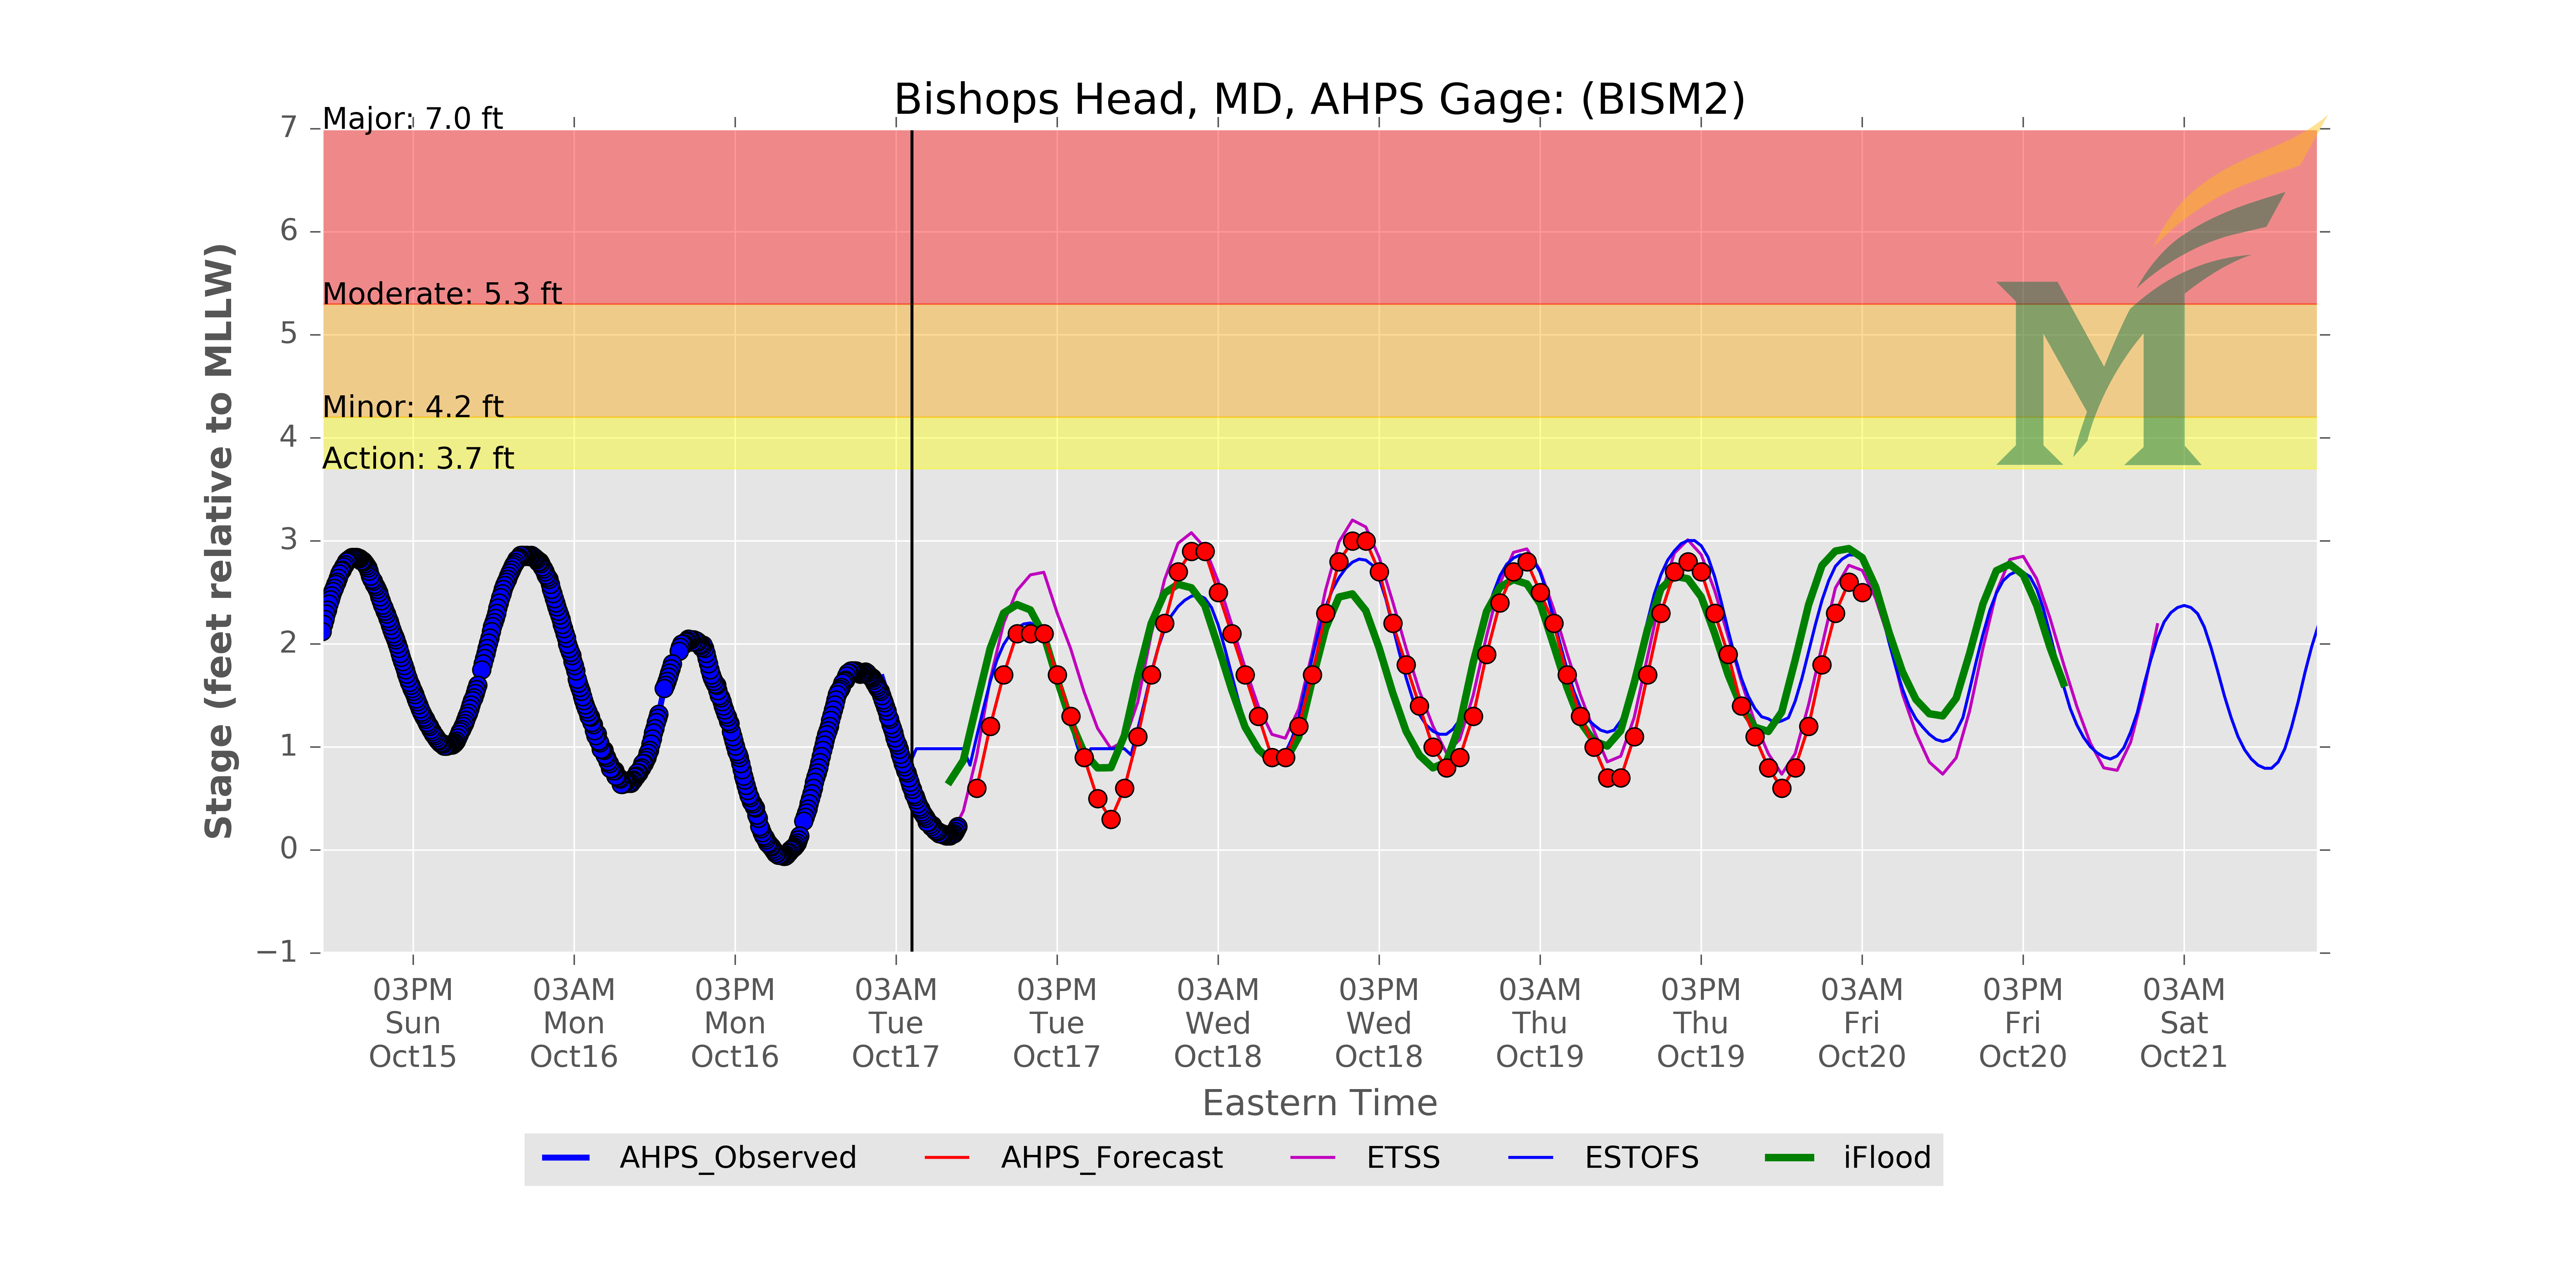 Bishops Head, MD, AHPS Gage: (BISM2)
Major: 7.0 ft
Moderate: 5.3 ft
Minor: 4.2 ft
Action: 3.7 ft
7
6
5
4
3
2
1
0
−1
Stage (feet relative to MLLW)
03PM 03AM 03PM 03AM 03PM 03AM 03PM 03AM 03PM 03AM 03PM 03AM
Sun Mon Mon Tue Tue Wed Wed Thu Thu Fri Fri Sat
Oct15 Oct16 Oct16 Oct17 Oct17 Oct18 Oct18 Oct19 Oct19 Oct20 Oct20 Oct21
Eastern Time
AHPS_Observed AHPS_Forecast ETSS ESTOFS iFlood